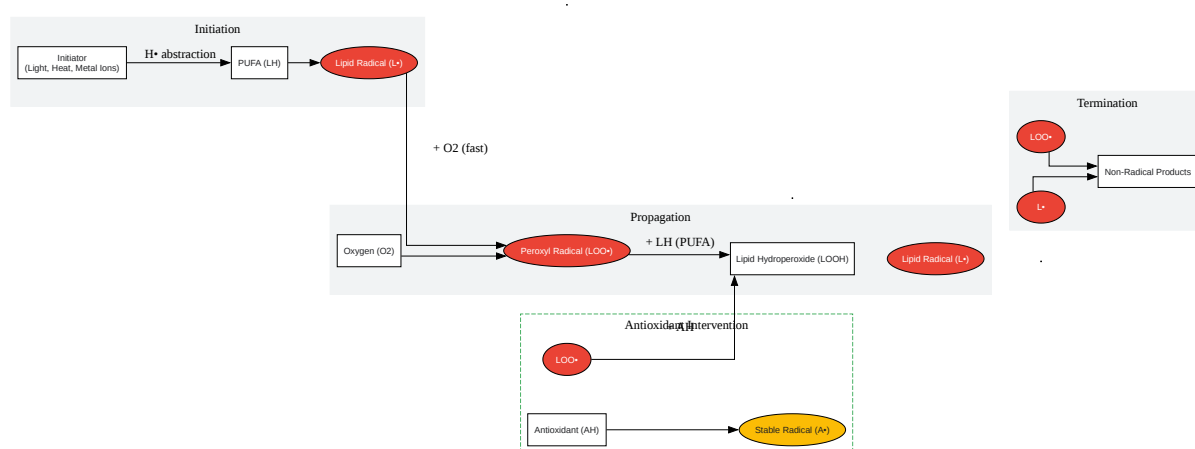 Initiation
Initiator
(Light, Heat, Metal Ions)
H• abstraction
PUFA (LH)
Lipid Radical (L•)
+ O2 (fast)
Termination
LOO•
Non-Radical Products
L•
Propagation
Oxygen (O2)
Peroxyl Radical (LOO•)
+ LH (PUFA)
Lipid Hydroperoxide (LOOH)
Lipid Radical (L•)
Antioxidant Intervention
+ AH
LOO•
Antioxidant (AH)
Stable Radical (A•)